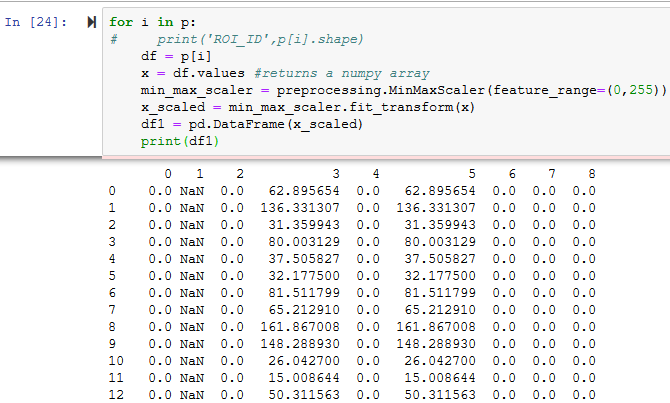 In [24]: for i in p:
# print('ROI_ID',p[i].shape)
df = p[i]
x = df.values #returns a numpy array
min_max_scaler = preprocessing.MinMaxScaler(feature_range=(0,255))
x_scaled = min_max_scaler.fit_transform(x)
df1 = pd.DataFrame(x_scaled)
print(df1)
0 1 2 3 4 5 6 7 8
0 0.0 NaN 0.0 62.895654 0.0 62.895654 0.0 0.0 0.0
1 0.0 NaN 0.0 136.331307 0.0 136.331307 0.0 0.0 0.0
2 0.0 NaN 0.0 31.359943 0.0 31.359943 0.0 0.0 0.0
3 0.0 NaN 0.0 80.003129 0.0 80.003129 0.0 0.0 0.0
4 0.0 NaN 0.0 37.505827 0.0 37.505827 0.0 0.0 0.0
5 0.0 NaN 0.0 32.177500 0.0 32.177500 0.0 0.0 0.0
6 0.0 NaN 0.0 81.511799 0.0 81.511799 0.0 0.0 0.0
7 0.0 NaN 0.0 65.212910 0.0 65.212910 0.0 0.0 0.0
8 0.0 NaN 0.0 161.867008 0.0 161.867008 0.0 0.0 0.0
9 0.0 NaN 0.0 148.288930 0.0 148.288930 0.0 0.0 0.0
10 0.0 NaN 0.0 26.042700 0.0 26.042700 0.0 0.0 0.0
11 0.0 NaN 0.0 15.008644 0.0 15.008644 0.0 0.0 0.0
12 0.0 NaN 0.0 50.311563 0.0 50.311563 0.0 0.0 0.0